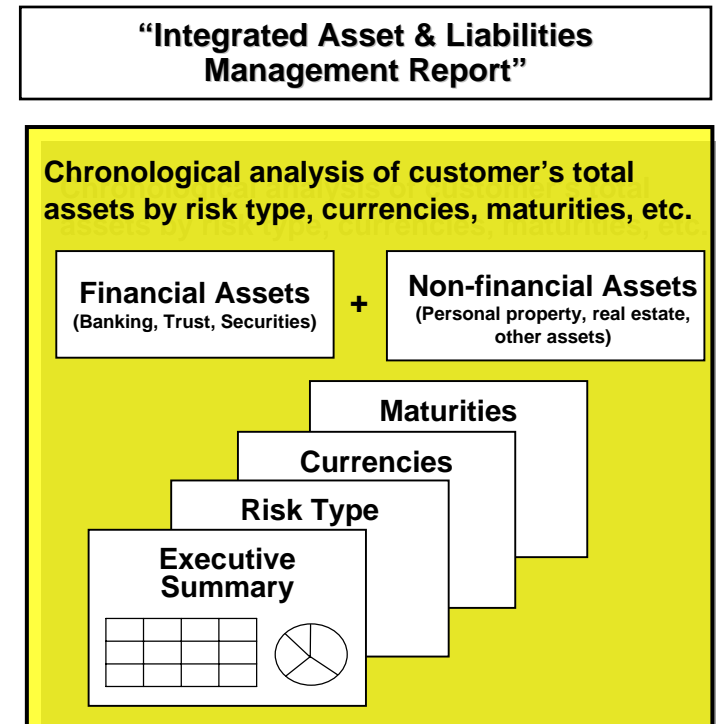 “Integrated Asset & Liabilities
Management Report”
Chronological analysis of customer’s total
assets by risk type, currencies, maturities, etc.
Financial Assets
(Banking, Trust, Securities)
+
Non-financial Assets
(Personal property, real estate,
other assets)
Maturities
Currencies
Risk Type
Executive
Summary